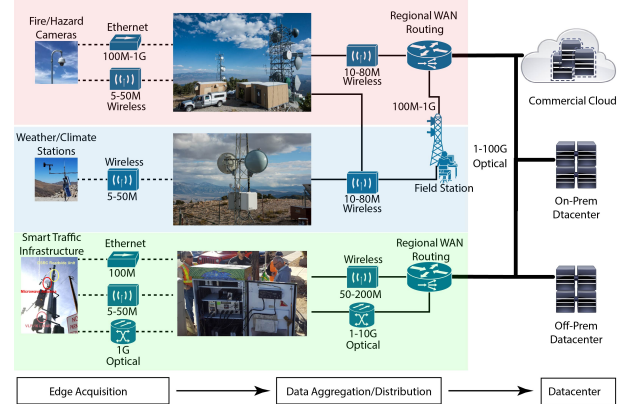 Fire/Hazard
Cameras
Ethernet
100M-1G
5-50M
Wireless
10-80M
Wireless
Regional WAN
Routing
100M-1G
Commercial Cloud
Weather/Climate
Stations
Wireless
5-50M
10-80M
Wireless
Field Station
1-100G
Optical
On-Prem
Dtacenter
Smart Traffic
Infrastructure
Ethernet
100M
5-50M
1G
Optical
Wireless
50-200M
1-10G
Optical
Regional WAN
Routing
Off-Prem
Datacenter
Edge Acquisition
Data Aggregation/Distribution
Datacenter